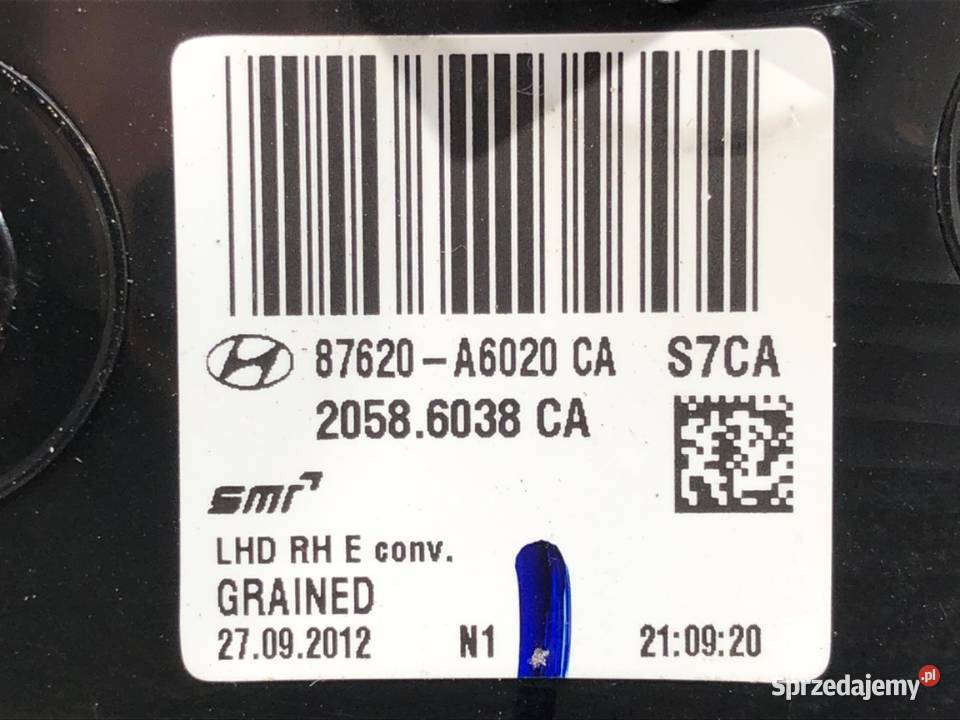 87620-A6020 CA S7CA
2058.6038 CA
smr
LHD RH E conv.
GRAINED
27.09.2012 N1 21:09:20
Sprzedajemy.pl